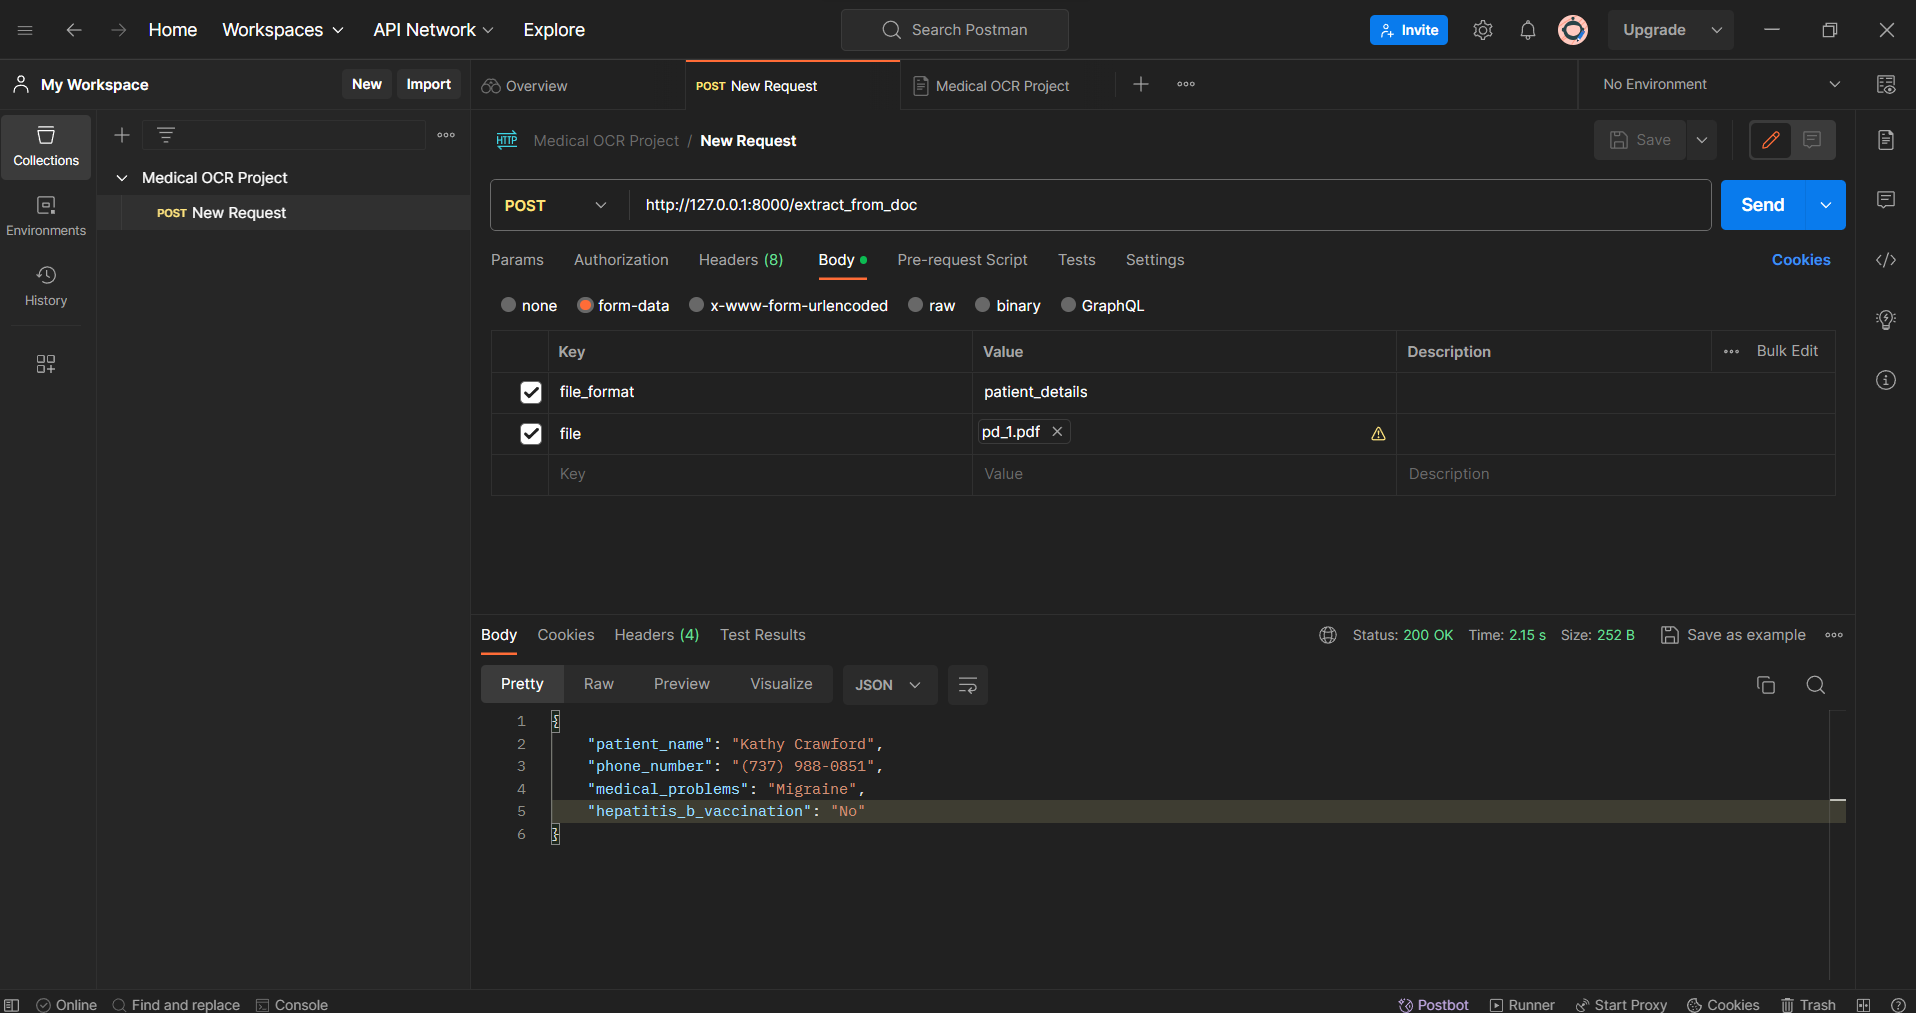 Home Workspaces API Network Explore Search Postman Invite Upgrade
My Workspace New Import Overview POST New Request Medical OCR Project No Environment
Collections
Environments
History
Medical OCR Project
POST New Request
HTTP Medical OCR Project / New Request Save
POST http://127.0.0.1:8000/extract_from_doc Send
Params Authorization Headers (8) Body Pre-request Script Tests Settings Cookies
none form-data x-www-form-urlencoded raw binary GraphQL
Key Value Description Bulk Edit
file_format patient_details
file pd_1.pdf
Key Value Description
Body Cookies Headers (4) Test Results Status: 200 OK Time: 2.15 s Size: 252 B Save as example
Pretty Raw Preview Visualize JSON
1 {
2 "patient_name": "Kathy Crawford",
3 "phone_number": "(737) 988-0851",
4 "medical_problems": "Migraine",
5 "hepatitis_b_vaccination": "No"
6 }
Online Find and replace Console Postbot Runner Start Proxy Cookies Trash